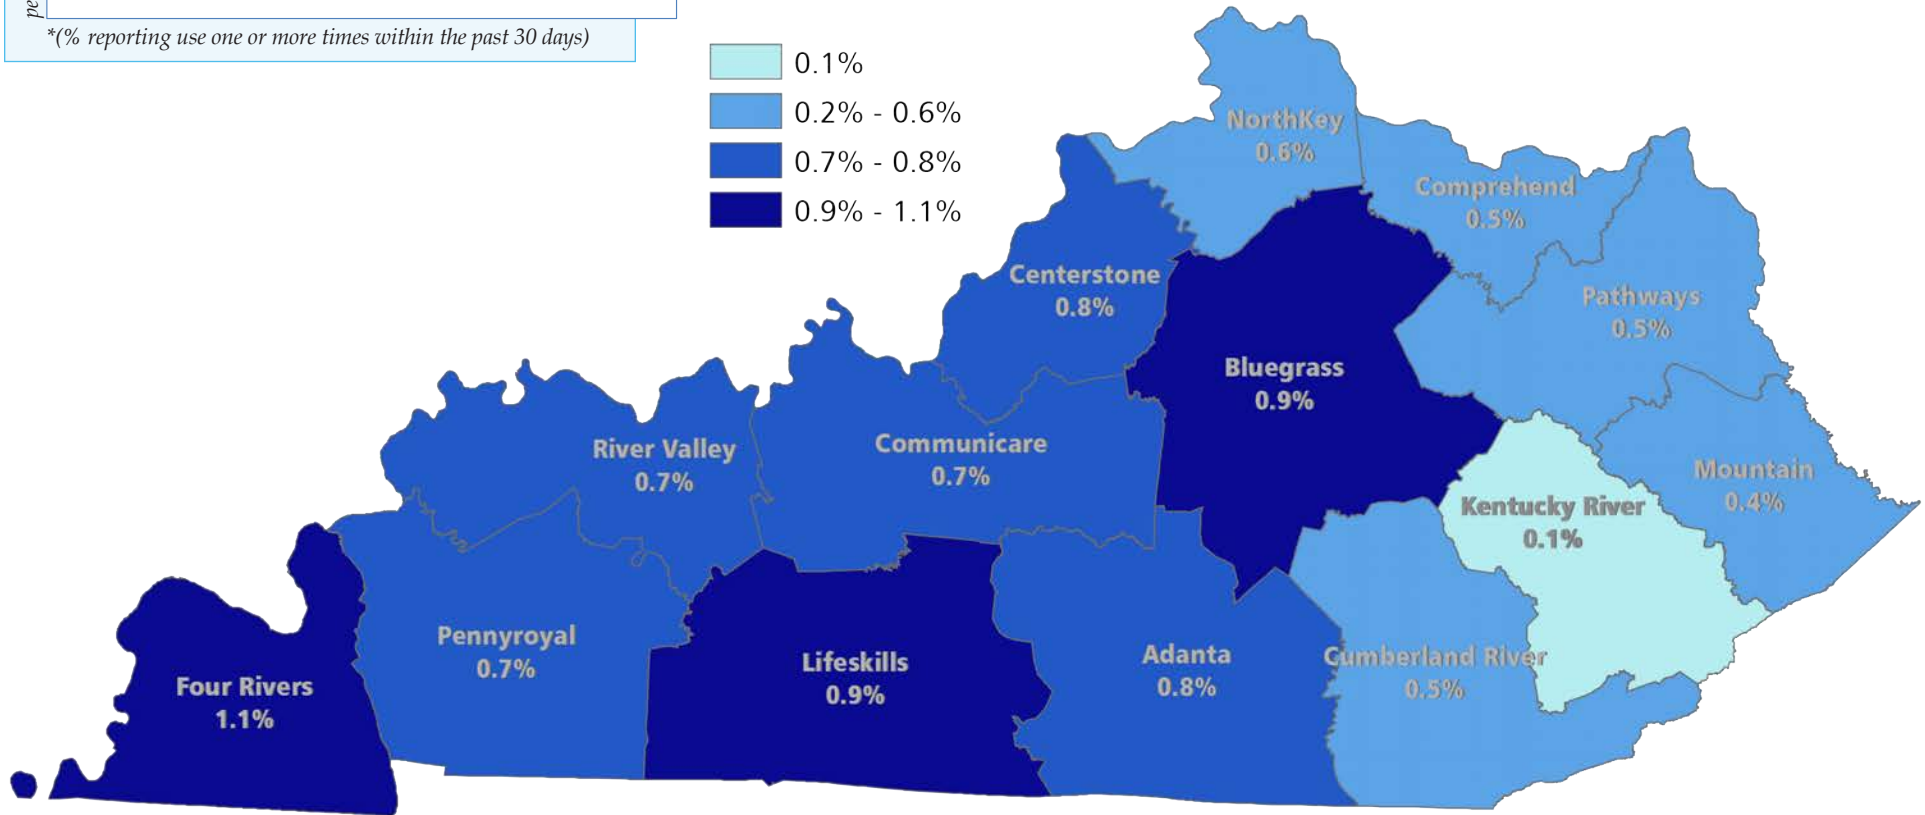 pe
*(% reporting use one or more times within the past 30 days)
0.1%
0.2% - 0.6%
0.7% - 0.8%
0.9% - 1.1%
NorthKey
0.6%
Comprehend
0.5%
Centerstone
0.8%
Pathways
0.5%
Bluegrass
0.9%
River Valley
0.7%
Communicare
0.7%
Mountain
0.4%
Kentucky River
0.1%
Pennyroyal
0.7%
Lifeskills
0.9%
Adanta
0.8%
Cumberland River
0.5%
Four Rivers
1.1%